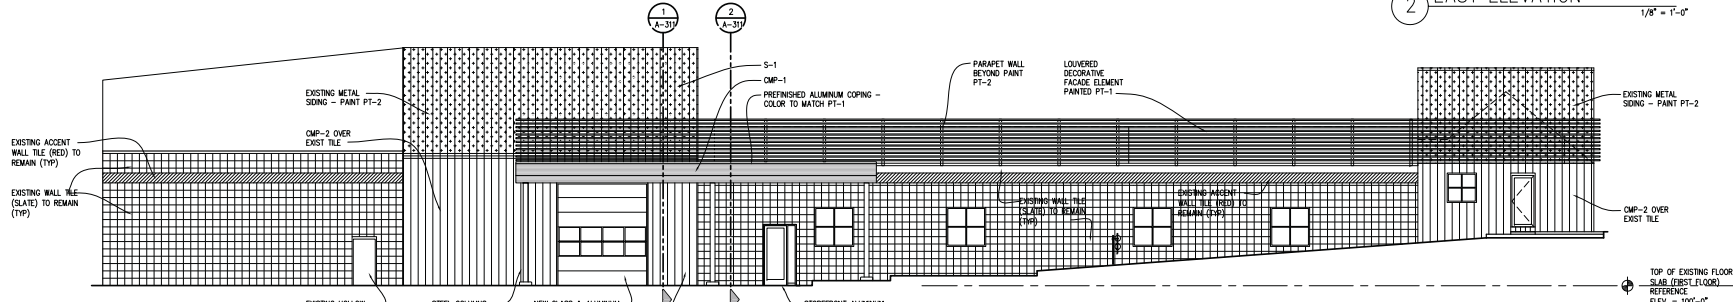 2 EAST ELEVATION
1/8" = 1'-0"
1
A-311
2
A-311
S-1
CMP-1
PREFINISHED ALUMINUM COPING -
COLOR TO MATCH PT-1
PARAPET WALL
BEYOND PAINT
PT-2
LOUVERED
DECORATIVE
FACADE ELEMENT
PAINTED PT-1
EXISTING METAL
SIDING - PAINT PT-2
EXISTING METAL
SIDING - PAINT PT-2
CMP-2 OVER
EXIST TILE
EXISTING ACCENT
WALL TILE (RED) TO
REMAIN (TYP)
EXISTING WALL TILE
(SLATE) TO REMAIN
(TYP)
EXISTING WALL TILE
(SLATE) TO REMAIN
(TYP)
EXISTING ACCENT
WALL TILE (RED) TO
REMAIN (TYP)
CMP-2 OVER
EXIST TILE
TOP OF EXISTING FLOOR
SLAB (FIRST FLOOR)
REFERENCE
ELEV. = 100'-0"